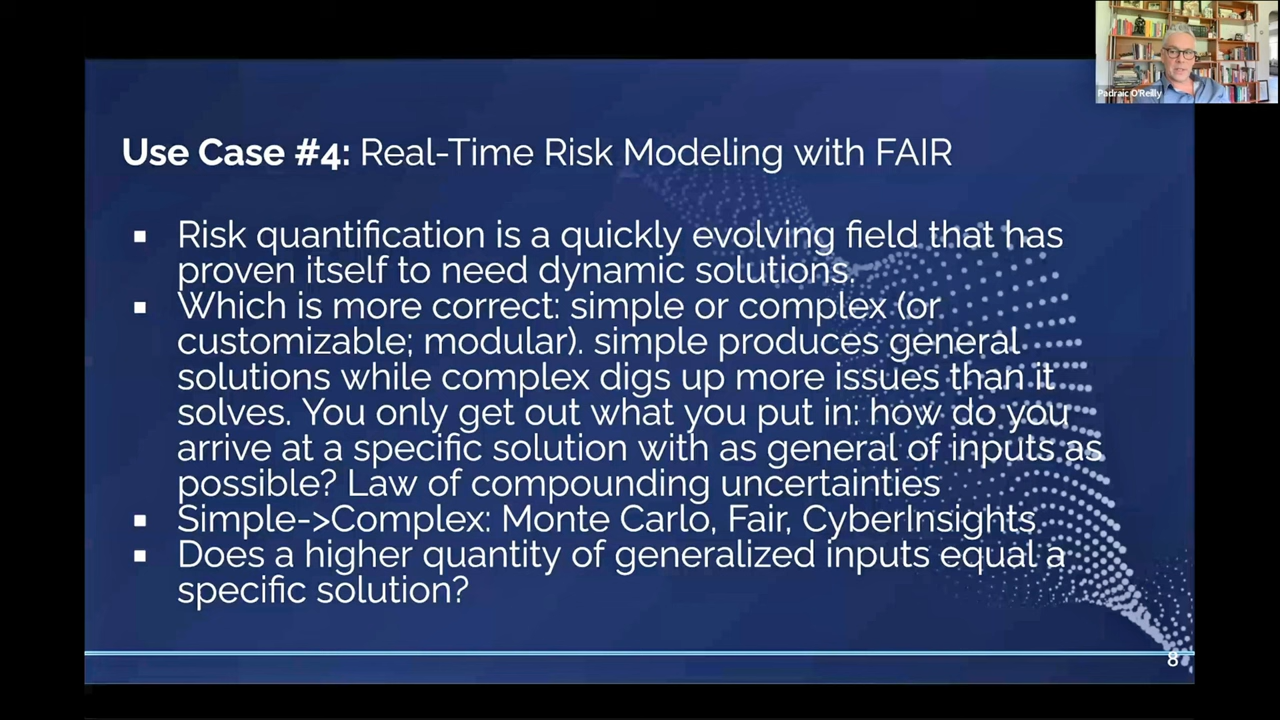 Padraic O'Reilly
Use Case #4: Real-Time Risk Modeling with FAIR
▪ Risk quantification is a quickly evolving field that has
proven itself to need dynamic solutions.
▪ Which is more correct: simple or complex (or
customizable; modular). simple produces general
solutions while complex digs up more issues than it
solves. You only get out what you put in: how do you
arrive at a specific solution with as general of inputs as
possible? Law of compounding uncertainties
▪ Simple->Complex: Monte Carlo, Fair, CyberInsights
▪ Does a higher quantity of generalized inputs equal a
specific solution?
8